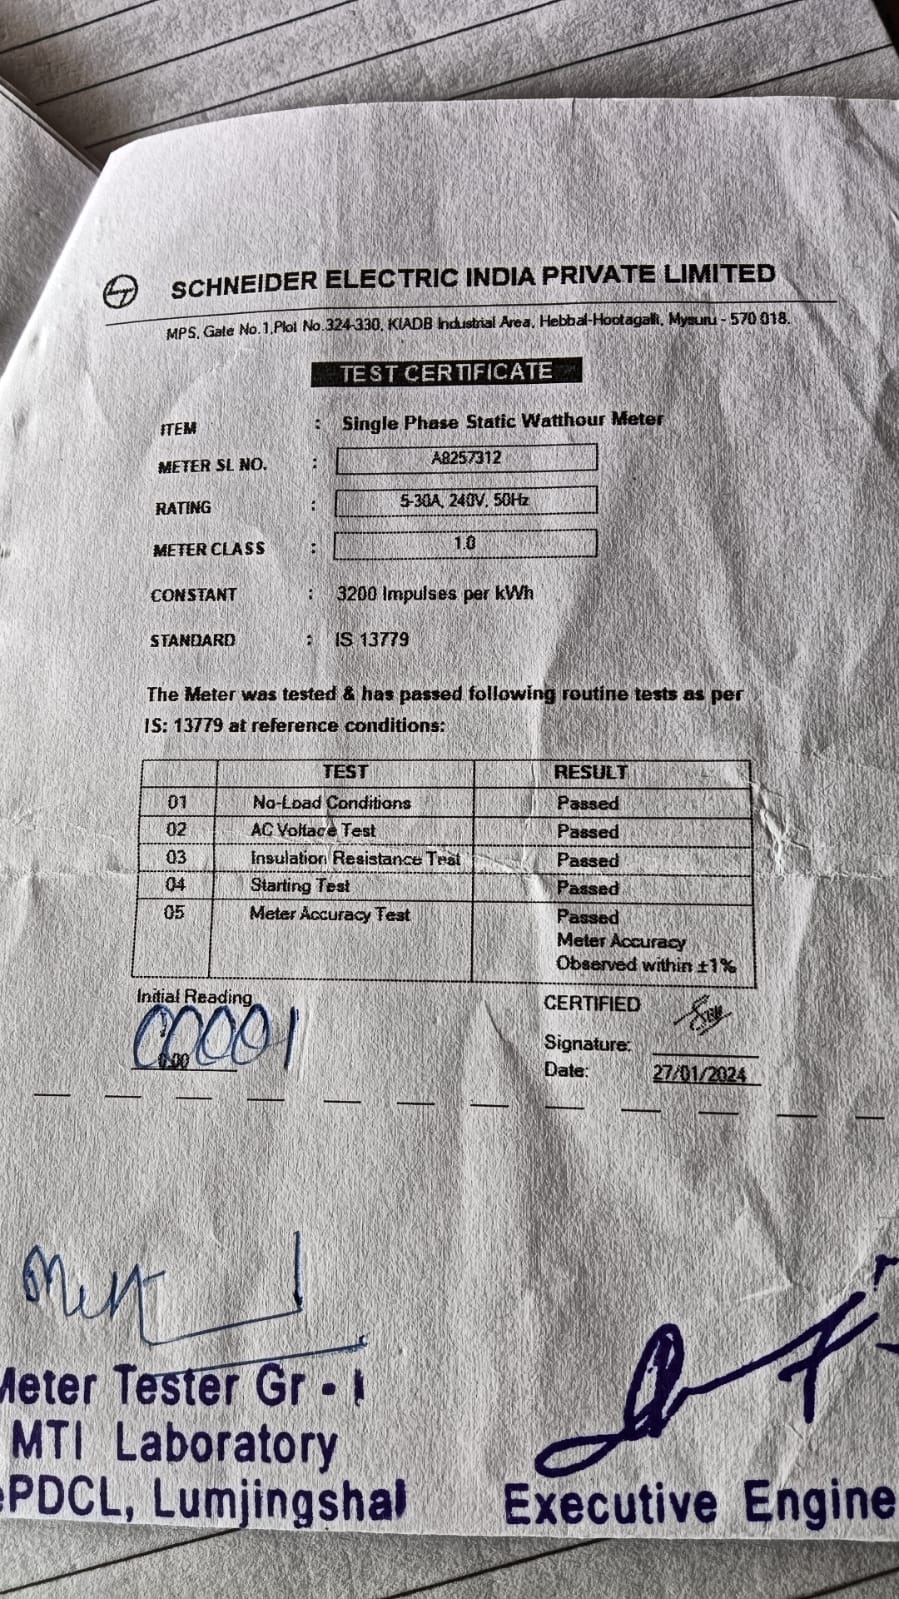 SCHNEIDER ELECTRIC INDIA PRIVATE LIMITED
MPS, Gate No.1,Plot No.324-330, KIADB Industrial Area, Hebbal-Hootagalli, Mysuru - 570 018.
TEST CERTIFICATE
ITEM : Single Phase Static Watthour Meter
METER SL NO. : A8257312
RATING : 5-30A, 240V, 50Hz
METER CLASS : 1.0
CONSTANT : 3200 Impulses per kWh
STANDARD : IS 13779
The Meter was tested & has passed following routine tests as per
IS: 13779 at reference conditions:
TEST RESULT
01 No-Load Conditions Passed
02 AC Voltage Test Passed
03 Insulation Resistance Test Passed
04 Starting Test Passed
05 Meter Accuracy Test Passed
Meter Accuracy
Observed within ±1%
Initial Reading
00001
0.00
CERTIFIED
Signature:
Date: 27/01/2024
Meter Tester Gr - I
MTI Laboratory
ePDCL, Lumjingshai
Executive Engine